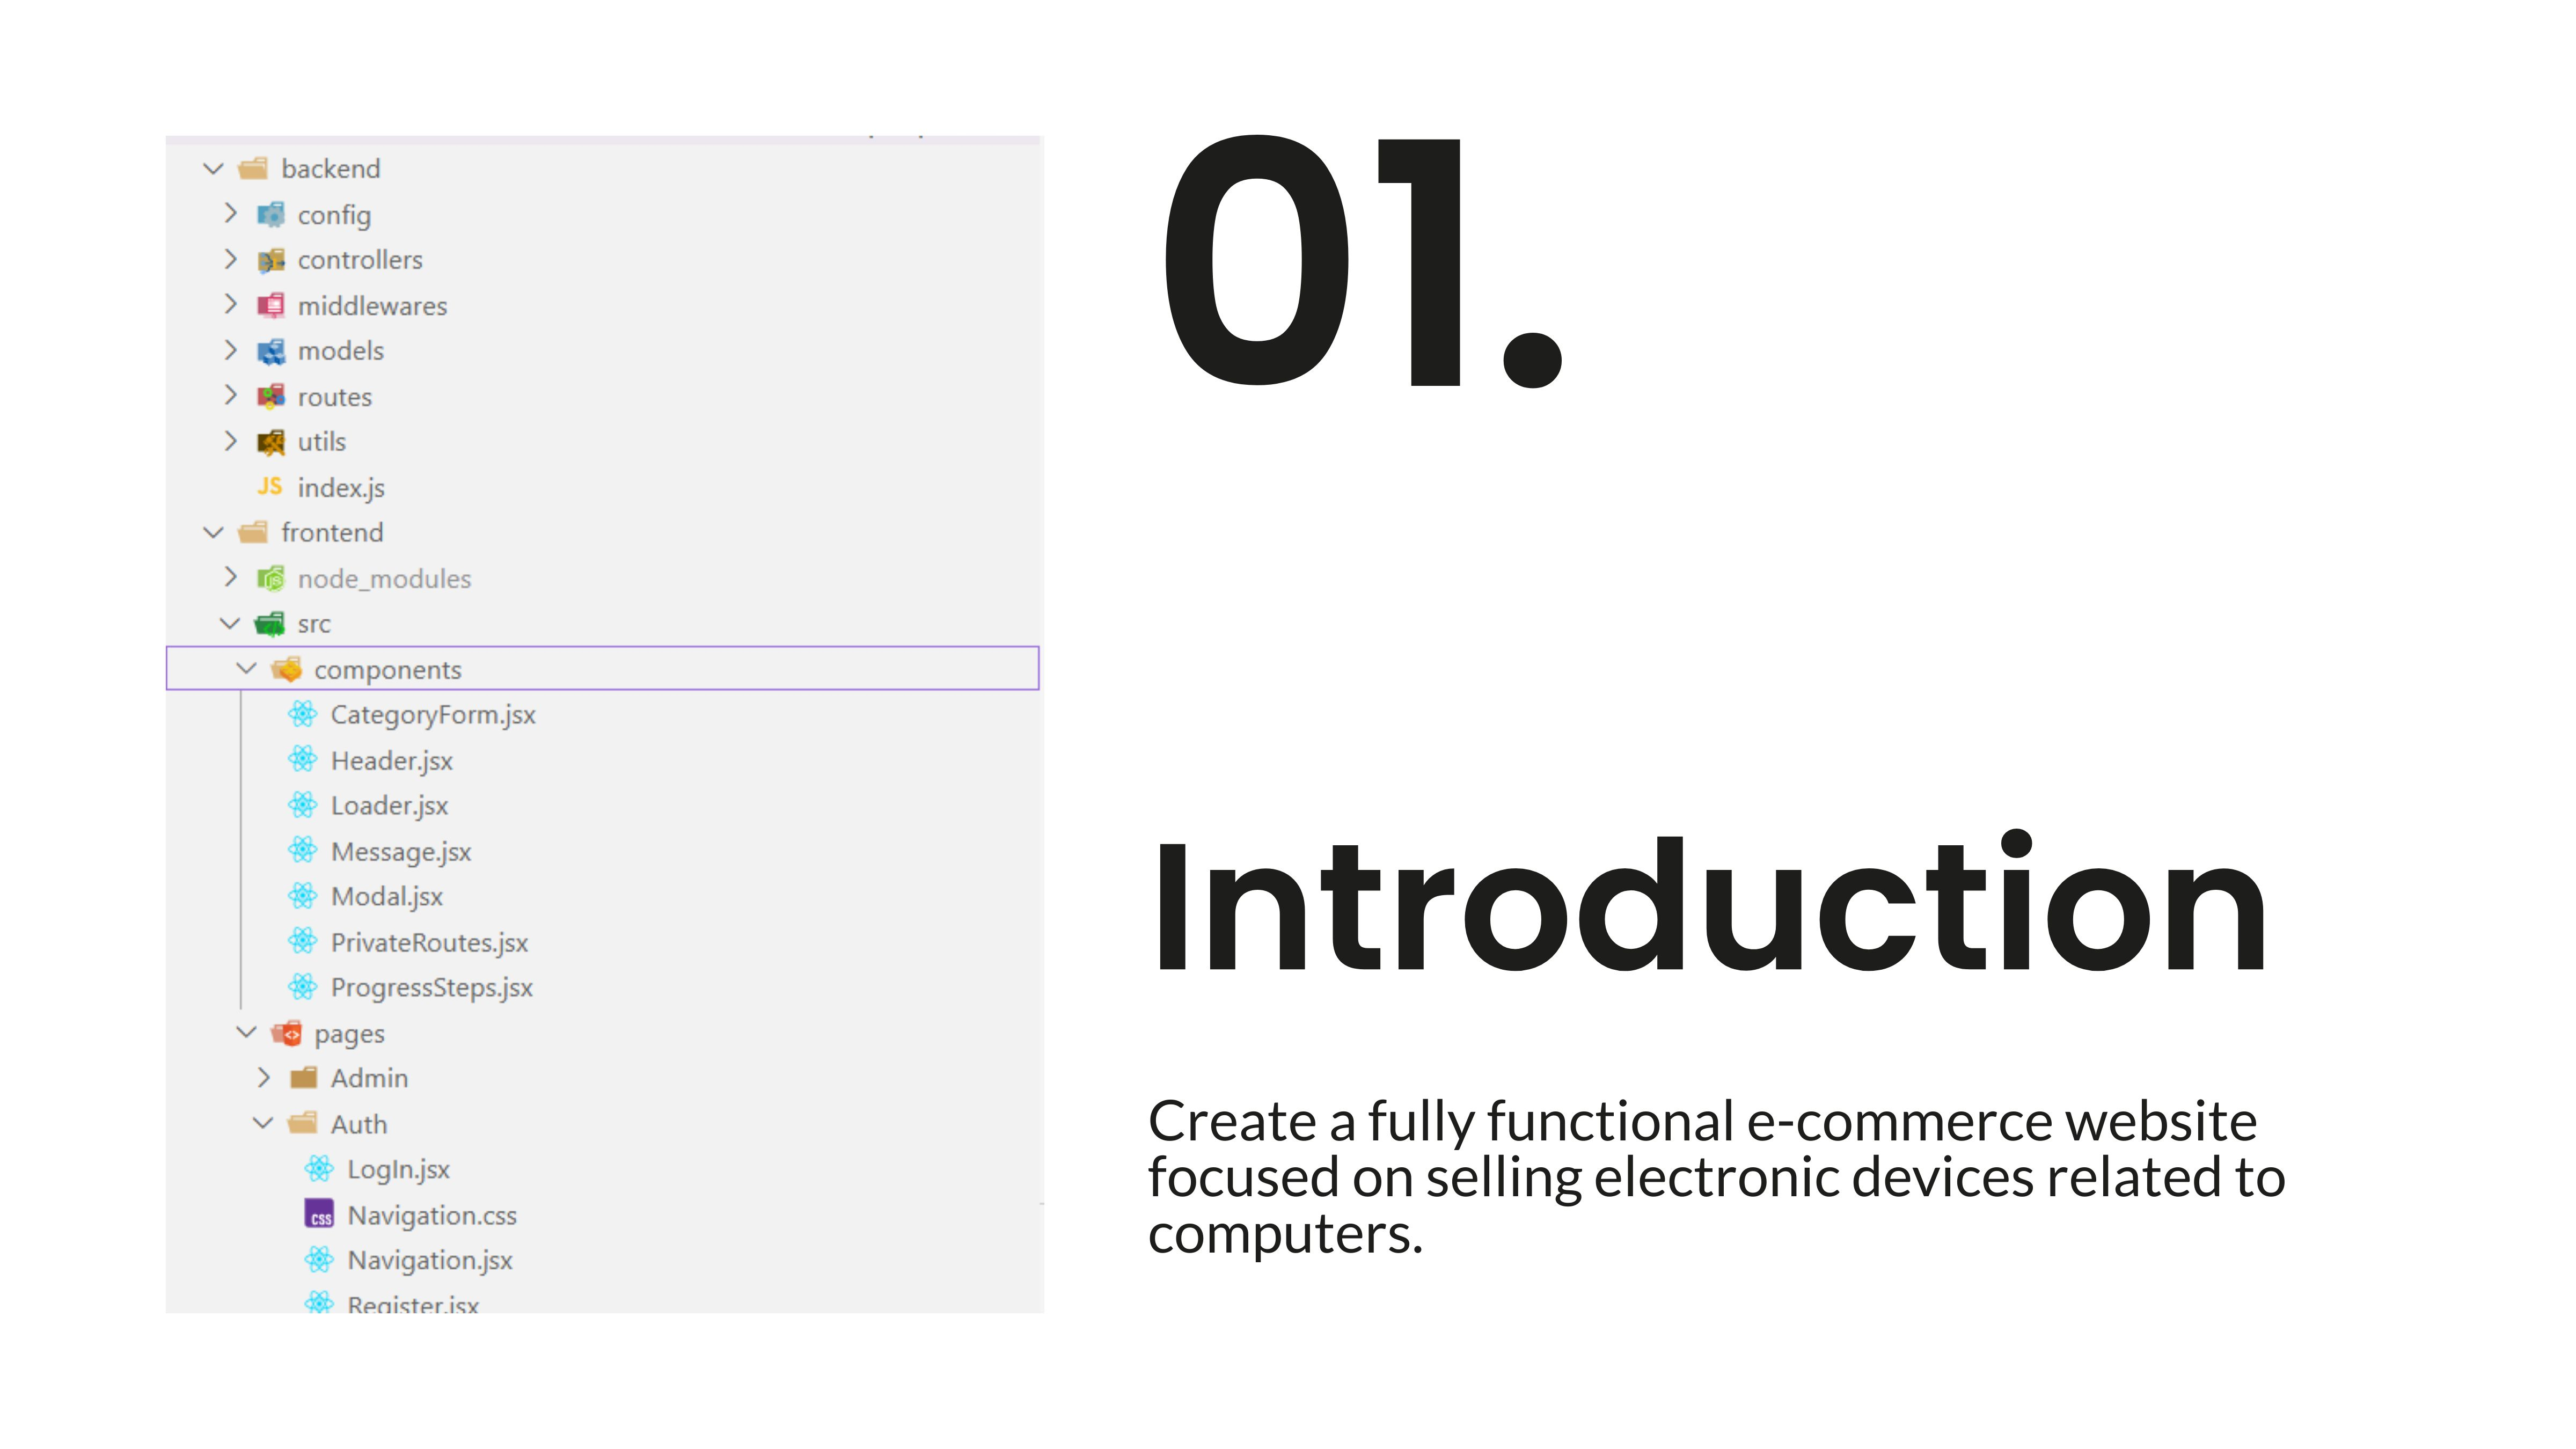 backend
config
controllers
middlewares
models
routes
utils
JS index.js
frontend
node_modules
src
components
CategoryForm.jsx
Header.jsx
Loader.jsx
Message.jsx
Modal.jsx
PrivateRoutes.jsx
ProgressSteps.jsx
pages
Admin
Auth
LogIn.jsx
css Navigation.css
Navigation.jsx
Register.jsx
01.
Introduction
Create a fully functional e-commerce website
focused on selling electronic devices related to
computers.